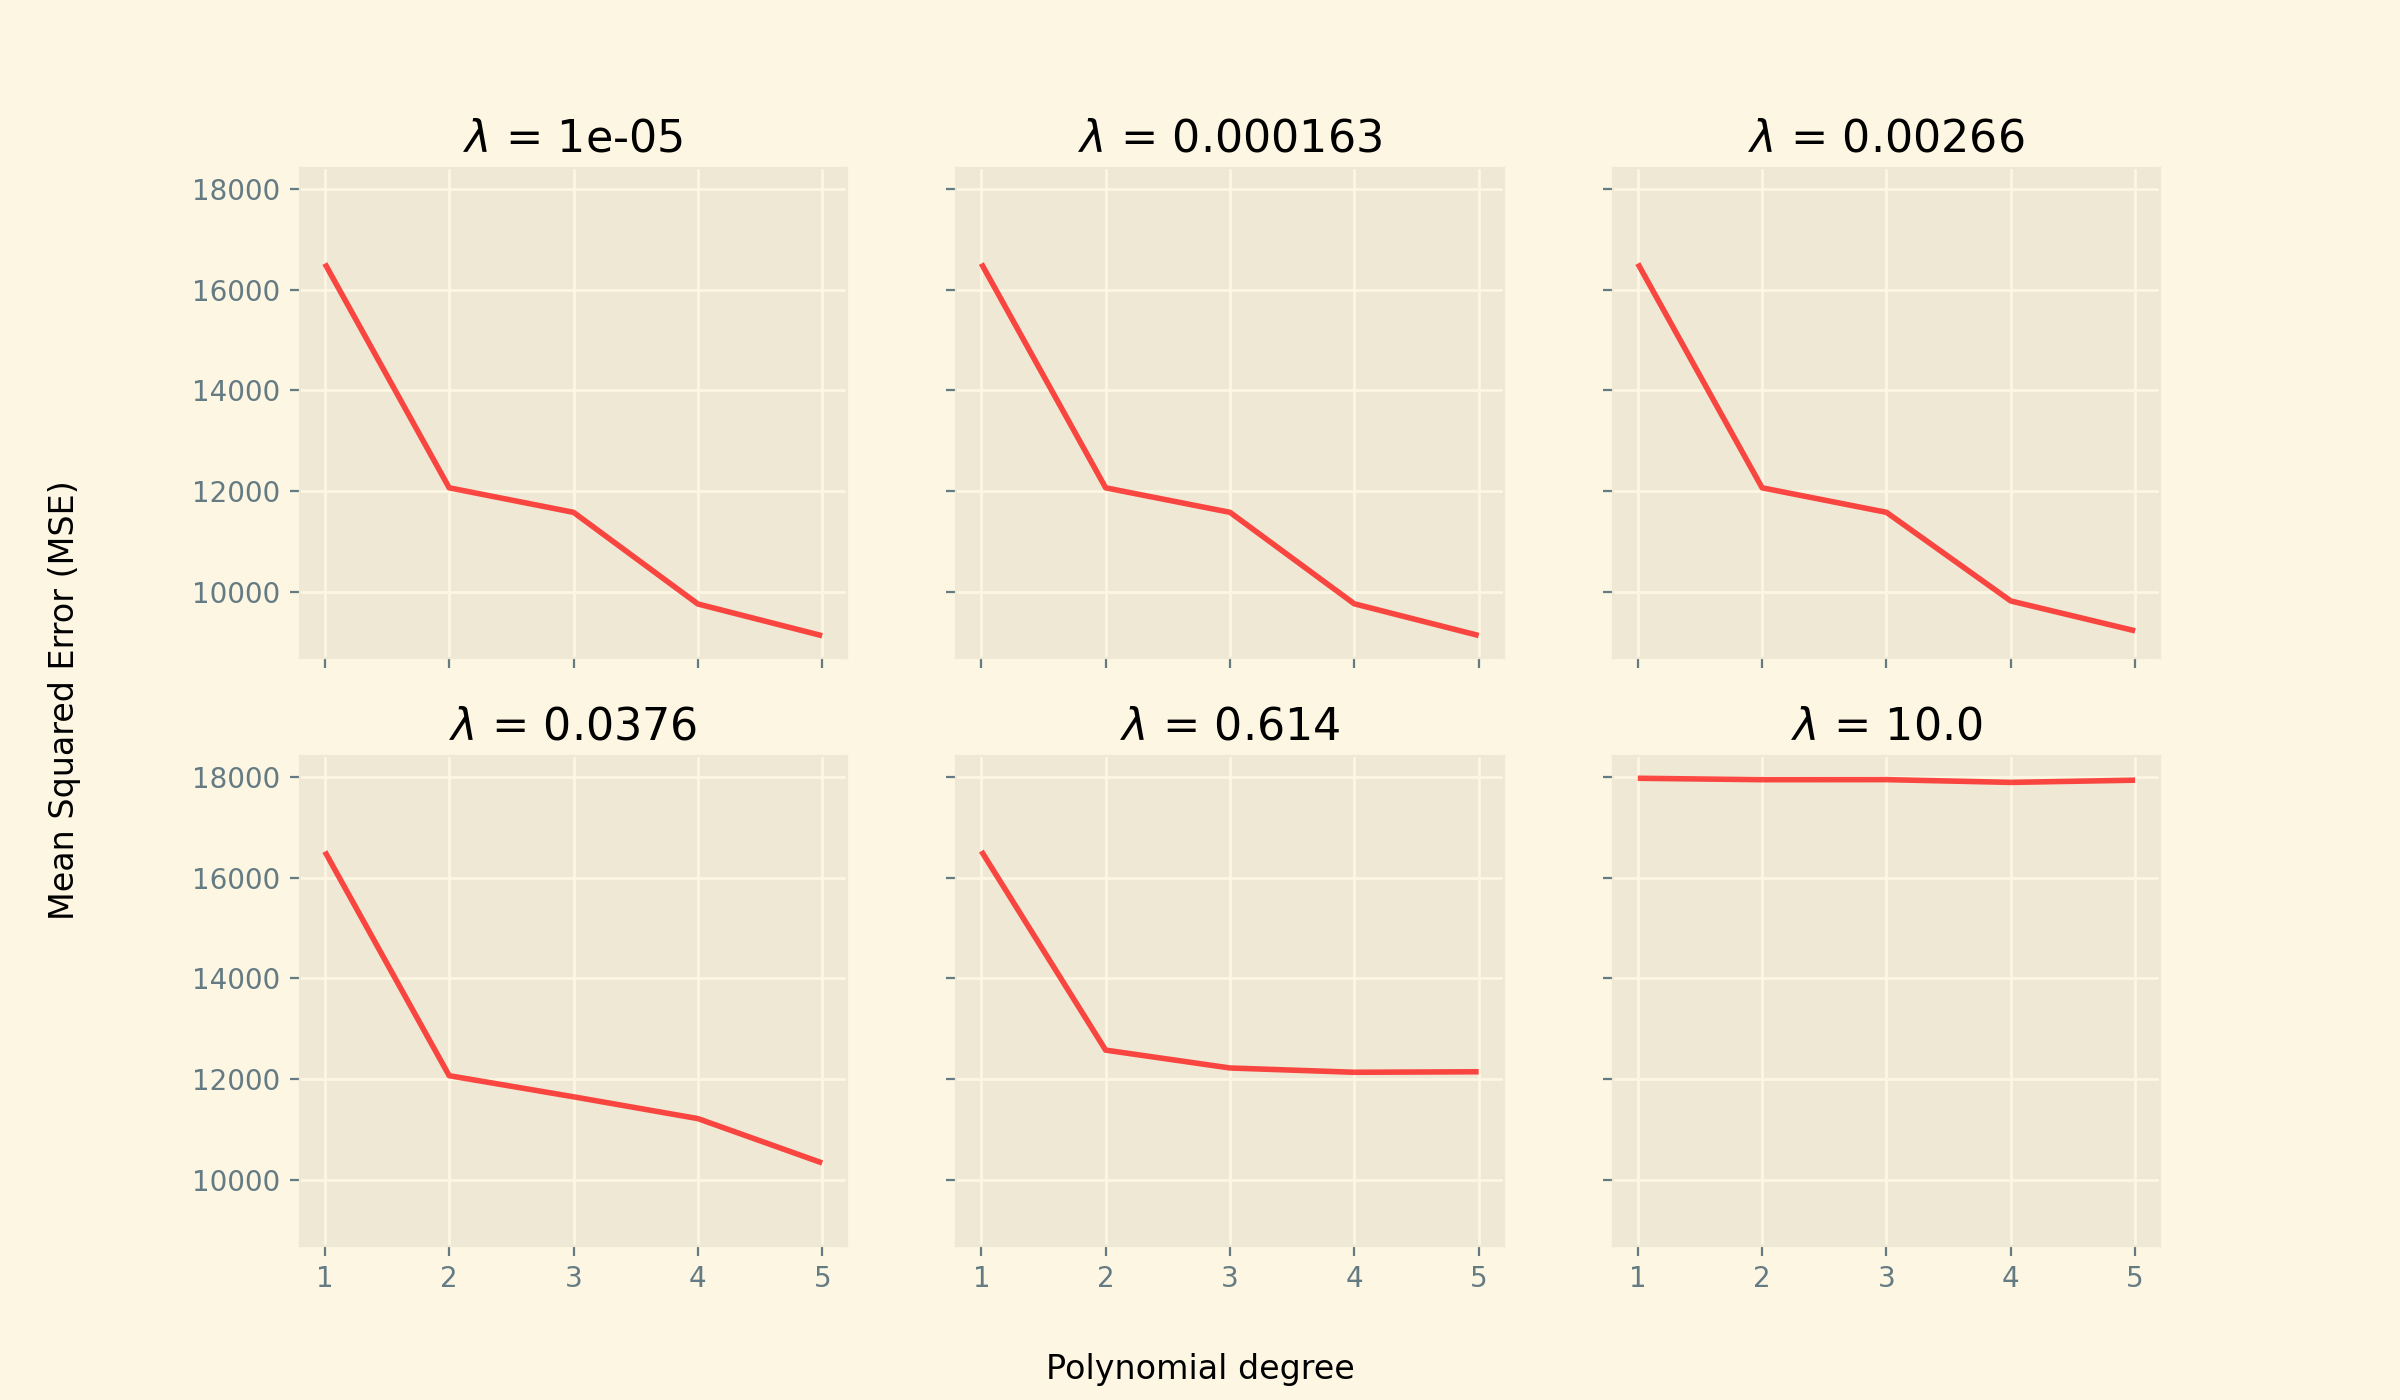 λ = 1e-05
λ = 0.000163
λ = 0.00266
18000
16000
14000
12000
10000
λ = 0.0376
λ = 0.614
λ = 10.0
18000
16000
14000
12000
10000
1 2 3 4 5
1 2 3 4 5
1 2 3 4 5
Mean Squared Error (MSE)
Polynomial degree